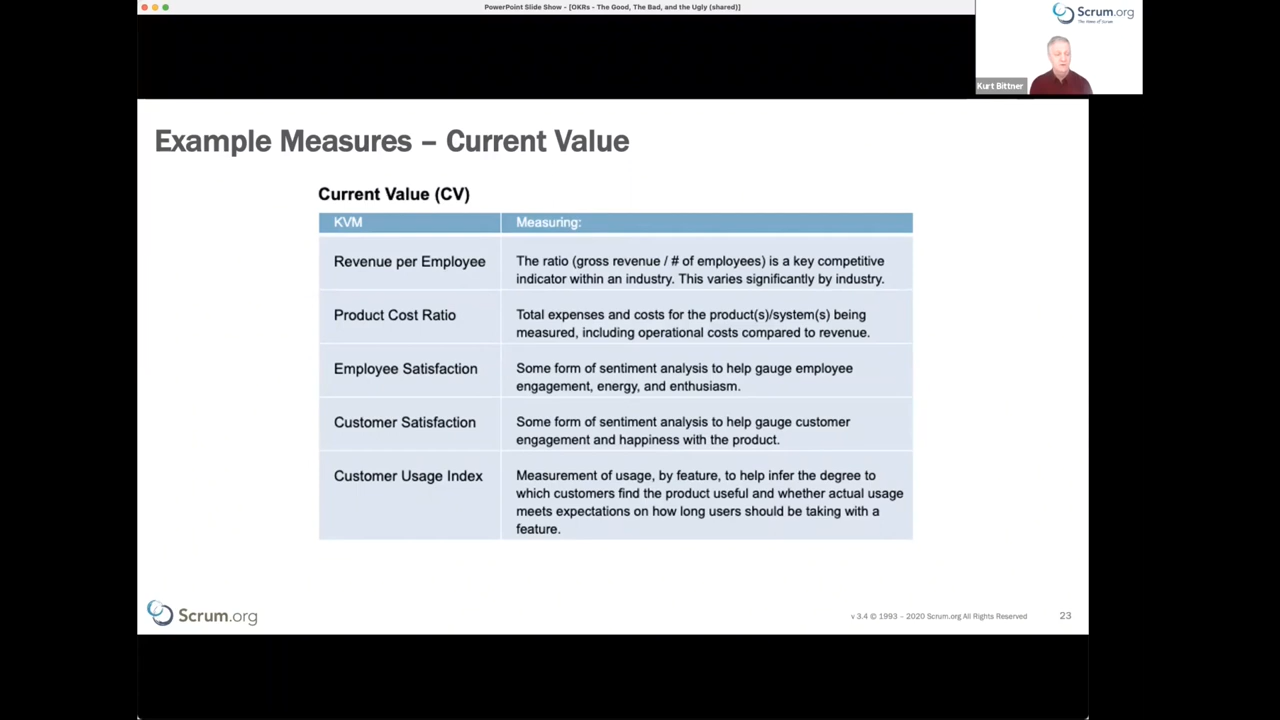 PowerPoint Slide Show - [OKRs - The Good, The Bad, and the Ugly (shared)]
Scrum.org
The Home of Scrum
Kurt Bittner
Example Measures – Current Value
Current Value (CV)
KVM
Measuring:
Revenue per Employee
The ratio (gross revenue / # of employees) is a key competitive
indicator within an industry. This varies significantly by industry.
Product Cost Ratio
Total expenses and costs for the product(s)/system(s) being
measured, including operational costs compared to revenue.
Employee Satisfaction
Some form of sentiment analysis to help gauge employee
engagement, energy, and enthusiasm.
Customer Satisfaction
Some form of sentiment analysis to help gauge customer
engagement and happiness with the product.
Customer Usage Index
Measurement of usage, by feature, to help infer the degree to
which customers find the product useful and whether actual usage
meets expectations on how long users should be taking with a
feature.
Scrum.org
v 3.4 © 1993 – 2020 Scrum.org All Rights Reserved
23